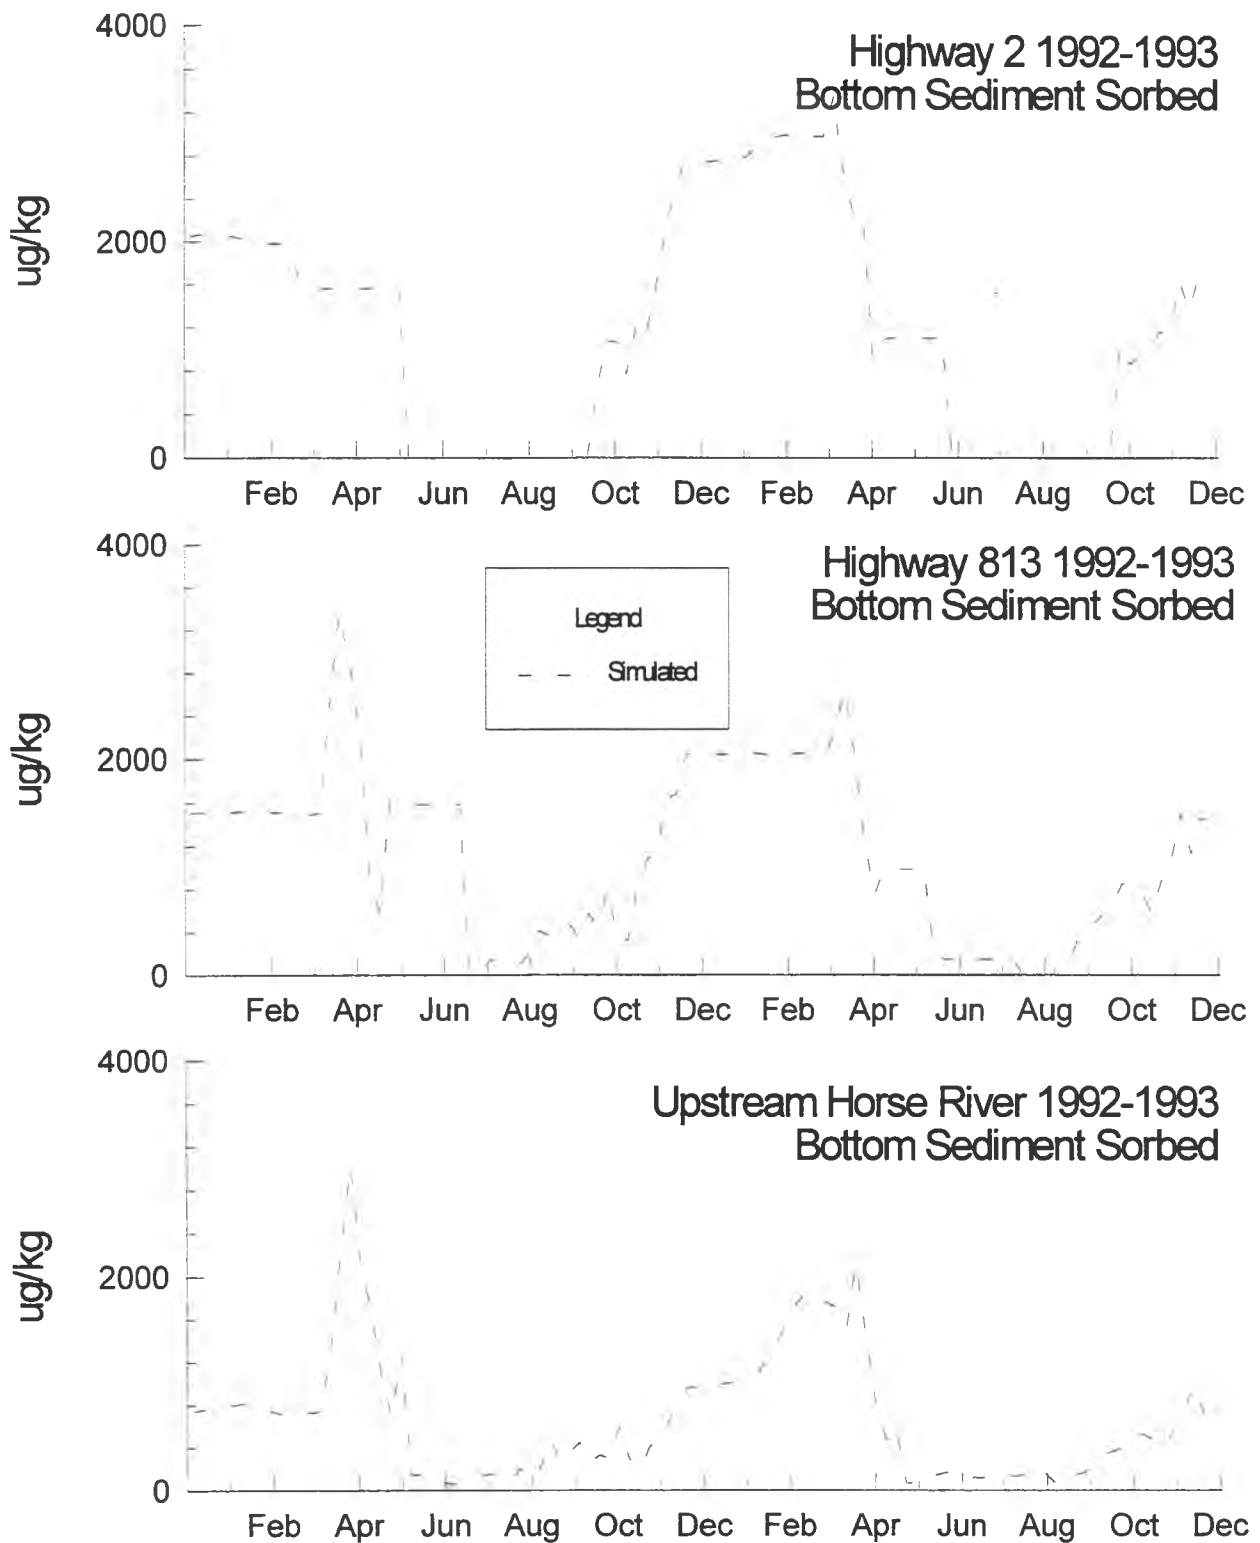 4000
Highway 2 1992-1993
Bottom Sediment Sorbed
ug/kg
2000
0
Feb Apr Jun Aug Oct Dec Feb Apr Jun Aug Oct Dec
4000
Highway 813 1992-1993
Bottom Sediment Sorbed
Legend
Simulated
ug/kg
2000
0
Feb Apr Jun Aug Oct Dec Feb Apr Jun Aug Oct Dec
4000
Upstream Horse River 1992-1993
Bottom Sediment Sorbed
ug/kg
2000
0
Feb Apr Jun Aug Oct Dec Feb Apr Jun Aug Oct Dec